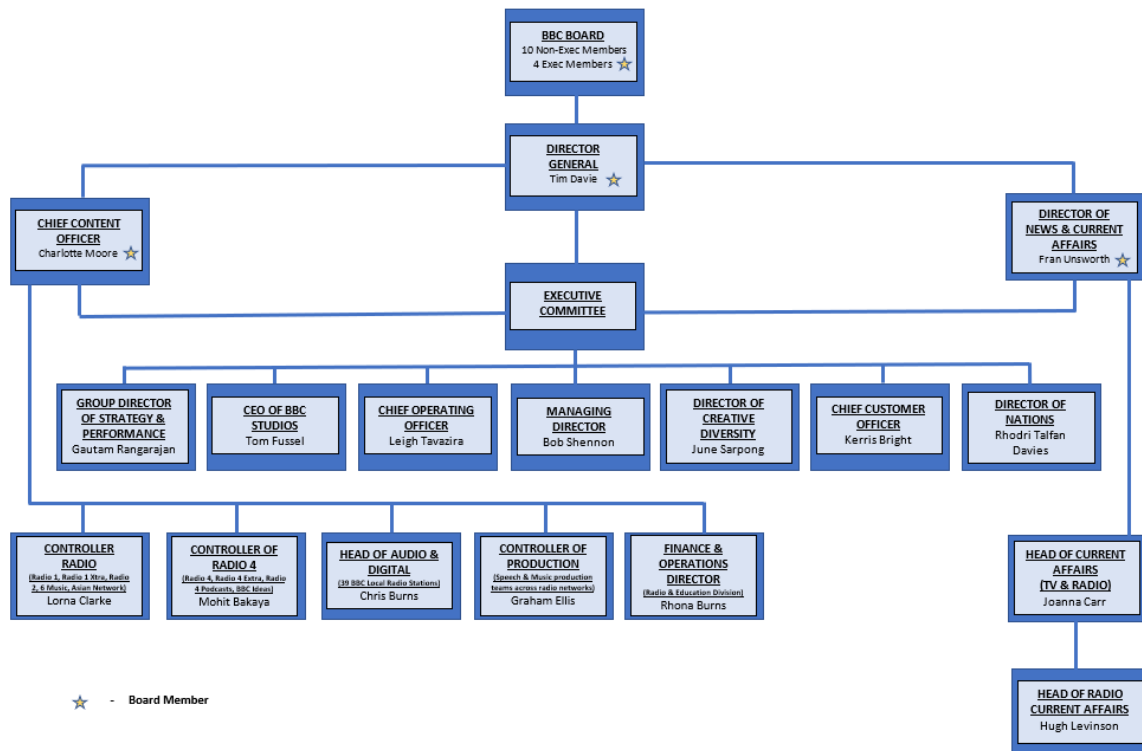 BBC BOARD
10 Non-Exec Members
4 Exec Members
DIRECTOR
GENERAL
Tim Davie
CHIEF CONTENT
OFFICER
Charlotte Moore
DIRECTOR OF
NEWS & CURRENT
AFFAIRS
Fran Unsworth
EXECUTIVE
COMMITTEE
GROUP DIRECTOR
OF STRATEGY &
PERFORMANCE
Gautam Rangarajan
CEO OF BBC
STUDIOS
Tom Fussel
CHIEF OPERATING
OFFICER
Leigh Tavazira
MANAGING
DIRECTOR
Bob Shennon
DIRECTOR OF
CREATIVE
DIVERSITY
June Sarpong
CHIEF CUSTOMER
OFFICER
Kerris Bright
DIRECTOR OF
NATIONS
Rhodri Talfan
Davies
CONTROLLER
RADIO
(Radio 1, Radio 1 Xtra, Radio
2, 6 Music, Asian Network)
Lorna Clarke
CONTROLLER OF
RADIO 4
(Radio 4, Radio 4 Extra, Radio
4 Podcasts, BBC Ideas)
Mohit Bakaya
HEAD OF AUDIO &
DIGITAL
(39 BBC Local Radio Stations)
Chris Burns
CONTROLLER OF
PRODUCTION
(Speech & Music production
teams across radio networks)
Graham Ellis
FINANCE &
OPERATIONS
DIRECTOR
(Radio & Education Division)
Rhona Burns
HEAD OF CURRENT
AFFAIRS
(TV & RADIO)
Joanna Carr
HEAD OF RADIO
CURRENT AFFAIRS
Hugh Levinson
- Board Member